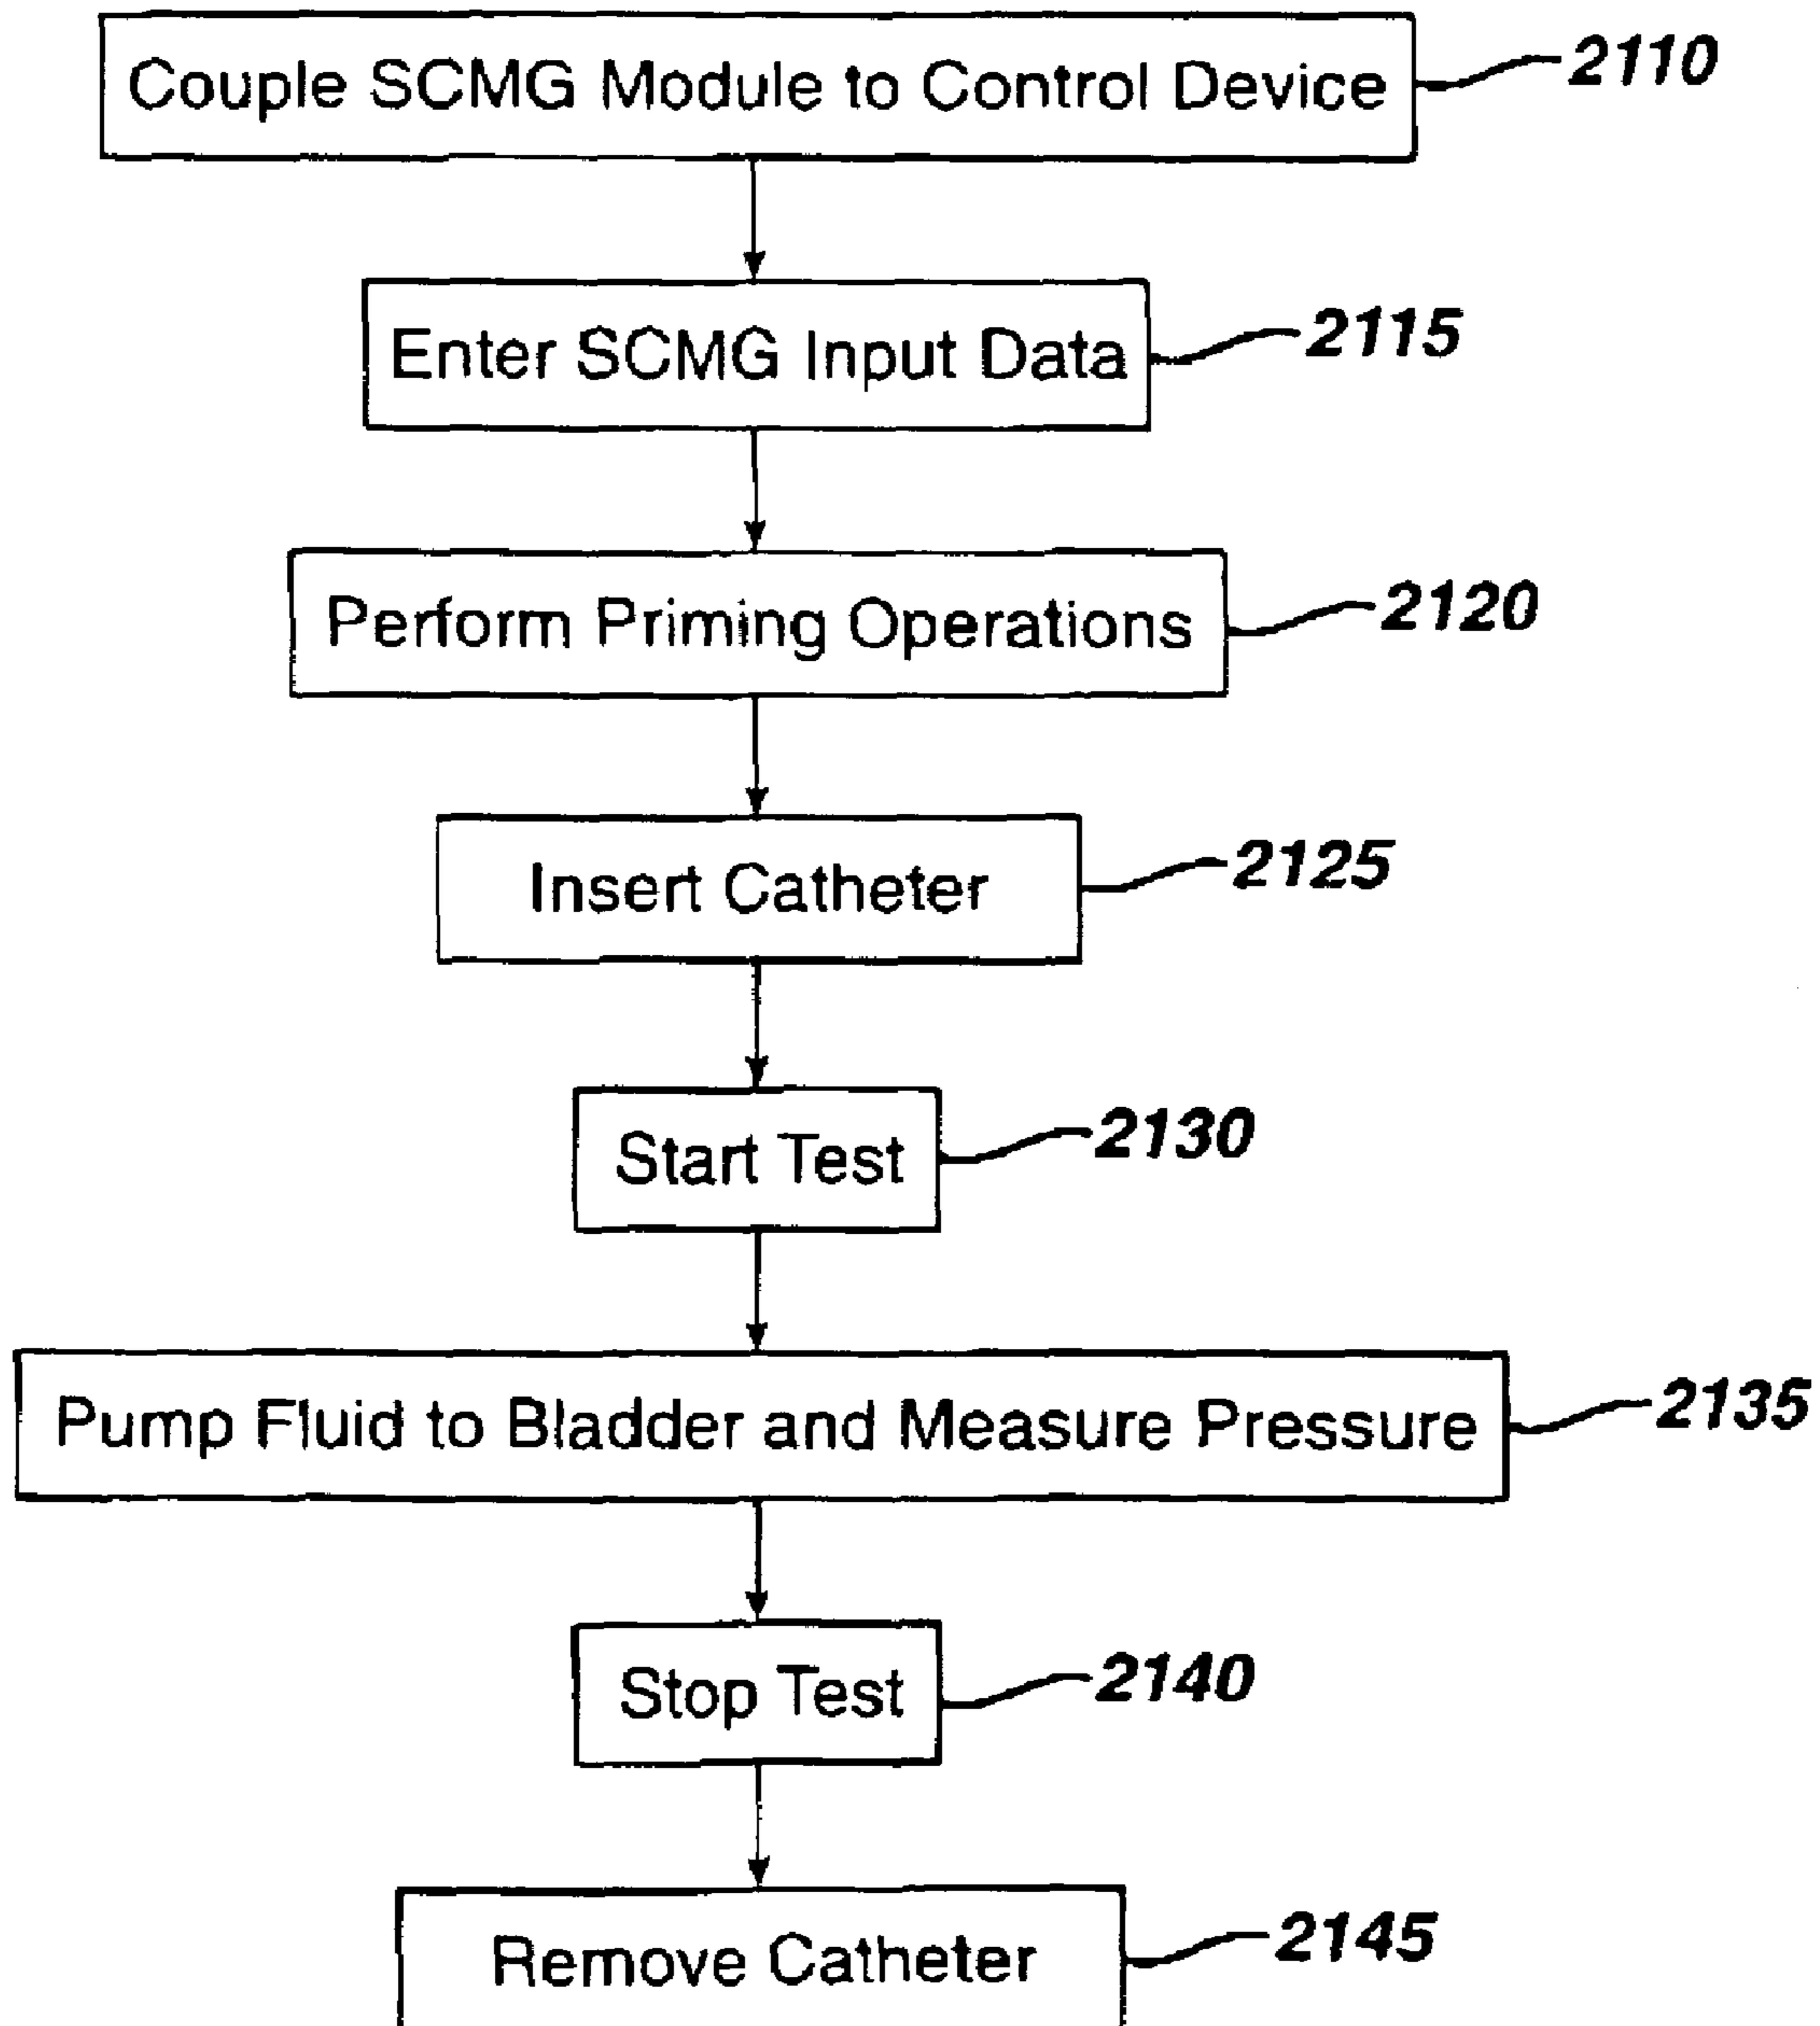 Couple SCMG Module to Control Device 2110
Enter SCMG Input Data 2115
Perform Priming Operations 2120
Insert Catheter 2125
Start Test 2130
Pump Fluid to Bladder and Measure Pressure 2135
Stop Test 2140
Remove Catheter 2145